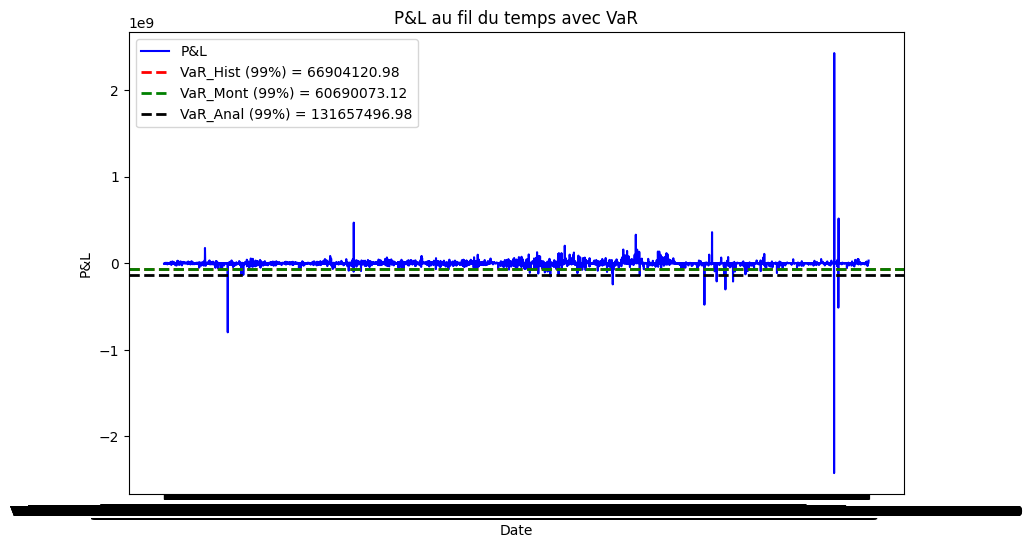 P&L au fil du temps avec VaR
1e9
P&L
VaR_Hist (99%) = 66904120.98
VaR_Mont (99%) = 60690073.12
VaR_Anal (99%) = 131657496.98
2
1
0
−1
−2
P&L
Date